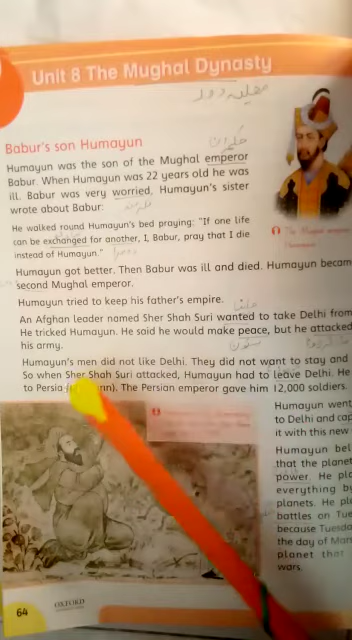 Unit 8 The Mughal Dynasty
Babur's son Humayun
Humayun was the son of the Mughal emperor
Babur. When Humayun was 22 years old he was
ill. Babur was very worried. Humayun's sister
wrote about Babur:
He walked round Humayun's bed praying: "If one life
can be exchanged for another, I, Babur, pray that I die
instead of Humayun."
The Mughal emperor
Humayun
Humayun got better. Then Babur was ill and died. Humayun becam
second Mughal emperor.
Humayun tried to keep his father's empire.
An Afghan leader named Sher Shah Suri wanted to take Delhi from
He tricked Humayun. He said he would make peace, but he attacked
his army.
Humayun's men did not like Delhi. They did not want to stay and
So when Sher Shah Suri attacked, Humayun had to leave Delhi. He
to Persia. The Persian emperor gave him 12,000 soldiers.
Humayun went
to Delhi and cap
it with this new
Humayun bel
that the planet
power. He pl
everything by
planets. He pl
battles on Tue
because Tuesda
the day of Mar
planet that
wars.
64
OXFORD